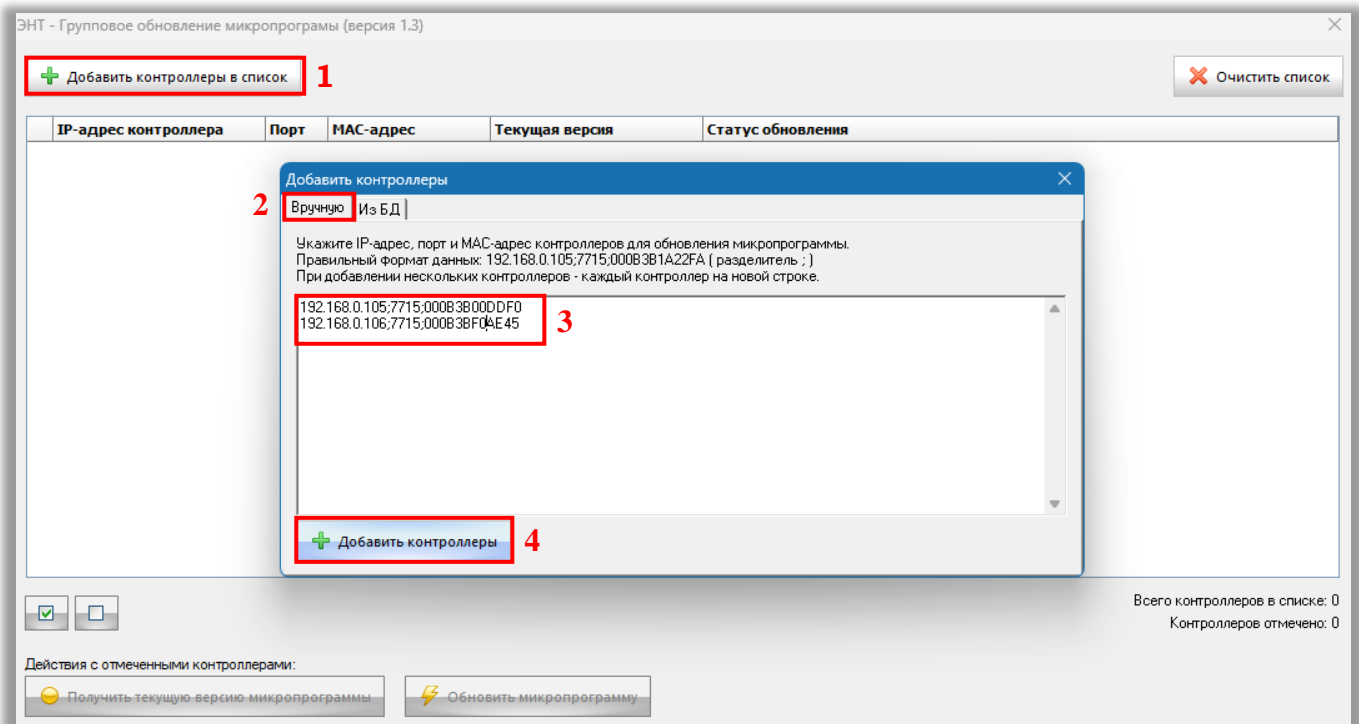 ЭНТ - Групповое обновление микропрограмы (версия 1.3)
Добавить контроллеры в список
1
Очистить список
IP-адрес контроллера Порт MAC-адрес Текущая версия Статус обновления
Добавить контроллеры
2
Вручную Из БД
Укажите IP-адрес, порт и MAC-адрес контроллеров для обновления микропрограммы.
Правильный формат данных: 192.168.0.105;7715;000B3B1A22FA ( разделитель ; )
При добавлении нескольких контроллеров - каждый контроллер на новой строке.
192.168.0.105;7715;000B3B00DDF0
192.168.0.106;7715;000B3BF0AE45
3
Добавить контроллеры
4
Всего контроллеров в списке: 0
Контроллеров отмечено: 0
Действия с отмеченными контроллерами:
Получить текущую версию микропрограммы
Обновить микропрограмму